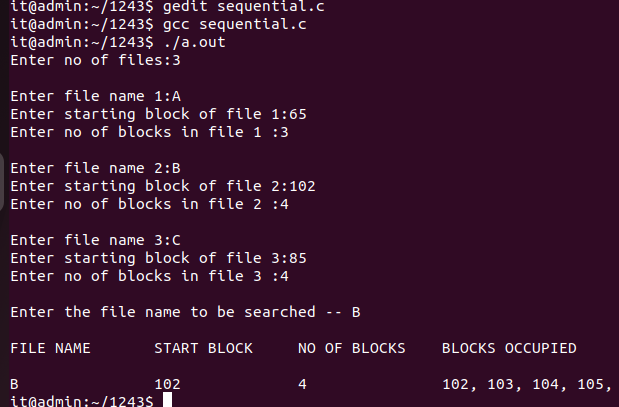 it@admin:~/1243$ gedit sequential.c
it@admin:~/1243$ gcc sequential.c
it@admin:~/1243$ ./a.out
Enter no of files:3
Enter file name 1:A
Enter starting block of file 1:65
Enter no of blocks in file 1 :3
Enter file name 2:B
Enter starting block of file 2:102
Enter no of blocks in file 2 :4
Enter file name 3:C
Enter starting block of file 3:85
Enter no of blocks in file 3 :4
Enter the file name to be searched -- B
FILE NAME       START BLOCK     NO OF BLOCKS    BLOCKS OCCUPIED
B               102             4               102, 103, 104, 105,
it@admin:~/1243$